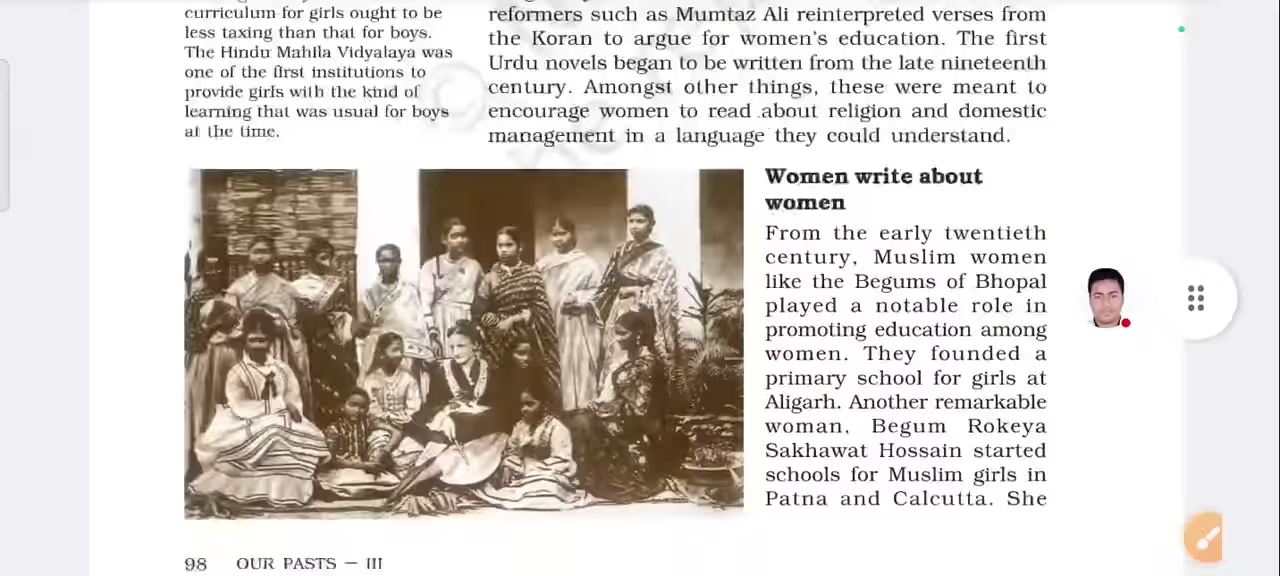 curriculum for girls ought to be
less taxing than that for boys.
The Hindu Mahila Vidyalaya was
one of the first institutions to
provide girls with the kind of
learning that was usual for boys
at the time.
reformers such as Mumtaz Ali reinterpreted verses from
the Koran to argue for women's education. The first
Urdu novels began to be written from the late nineteenth
century. Amongst other things, these were meant to
encourage women to read about religion and domestic
management in a language they could understand.
Women write about
women
From the early twentieth
century, Muslim women
like the Begums of Bhopal
played a notable role in
promoting education among
women. They founded a
primary school for girls at
Aligarh. Another remarkable
woman, Begum Rokeya
Sakhawat Hossain started
schools for Muslim girls in
Patna and Calcutta. She
98 OUR PASTS – III